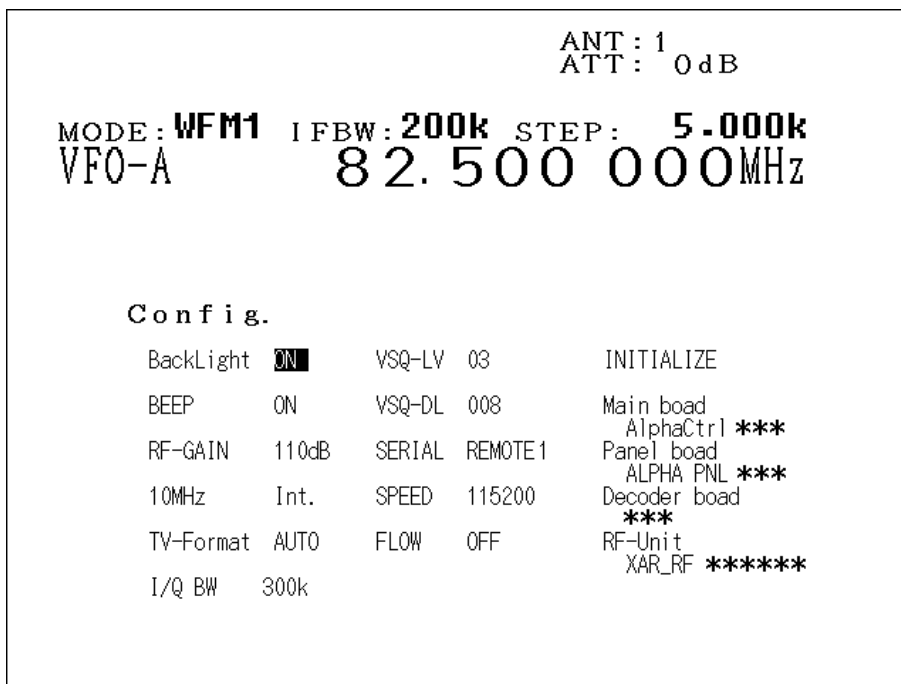 ANT:1
ATT: 0dB
MODE:WFM1 IFBW:200k STEP: 5.000k
VFO-A 82.500 000MHz
Config.
BackLight ON VSQ-LV 03 INITIALIZE
BEEP ON VSQ-DL 008 Main boad
AlphaCtrl ***
RF-GAIN 110dB SERIAL REMOTE1 Panel boad
ALPHA PNL ***
10MHz Int. SPEED 115200 Decoder boad
***
TV-Format AUTO FLOW OFF RF-Unit
XAR_RF ******
I/Q BW 300k